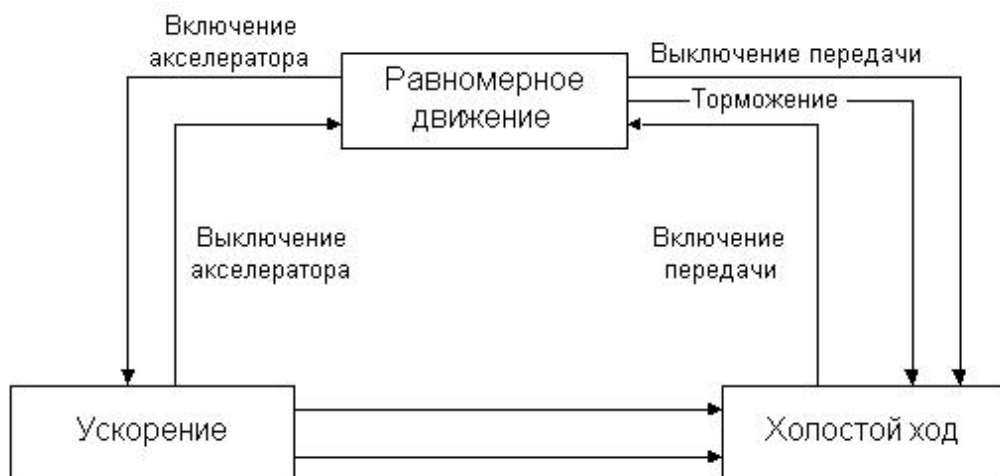 Включение
акселератора
Равномерное
движение
Выключение передачи
Торможение
Выключение
акселератора
Включение
передачи
Ускорение
Холостой ход